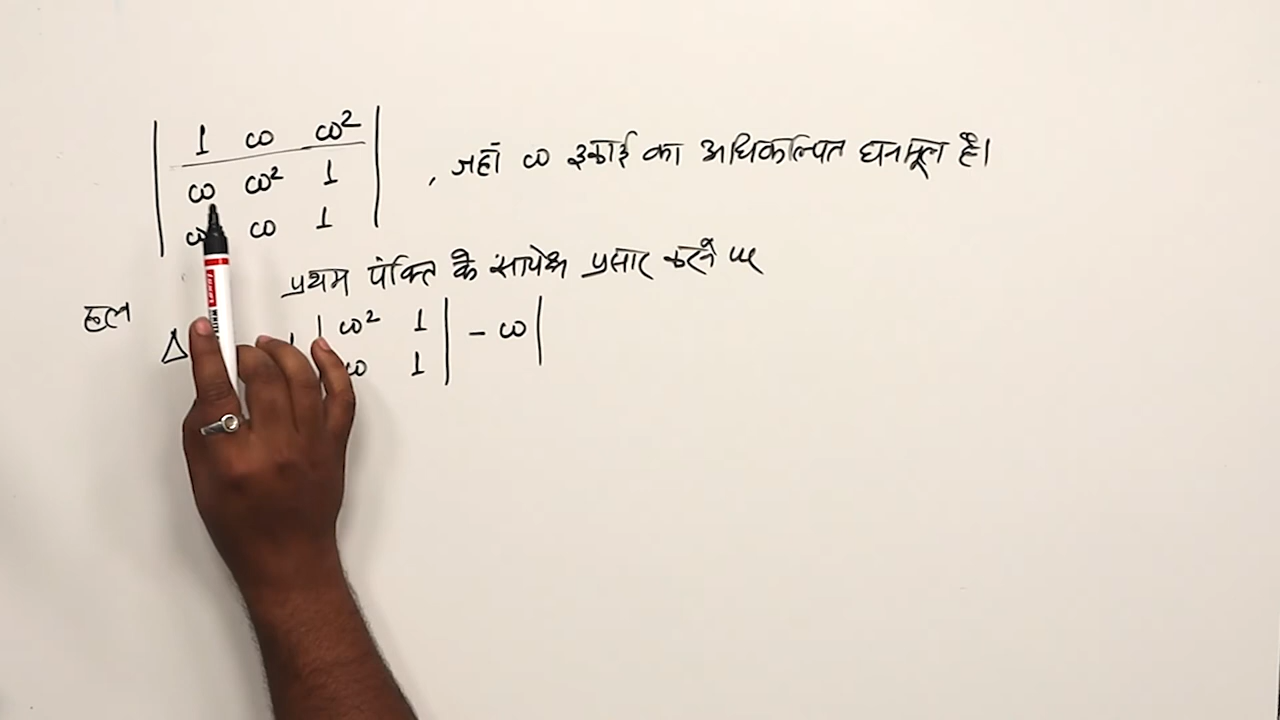 | 1 ω ω² |
| ω ω² 1 | , जहाँ ω इकाई का अधिकल्पित घनमूल है।
| ω ω 1 |
हल प्रथम पंक्ति के सापेक्ष प्रसार करने पर
Δ | ω² 1 | - ω |
| ω 1 |